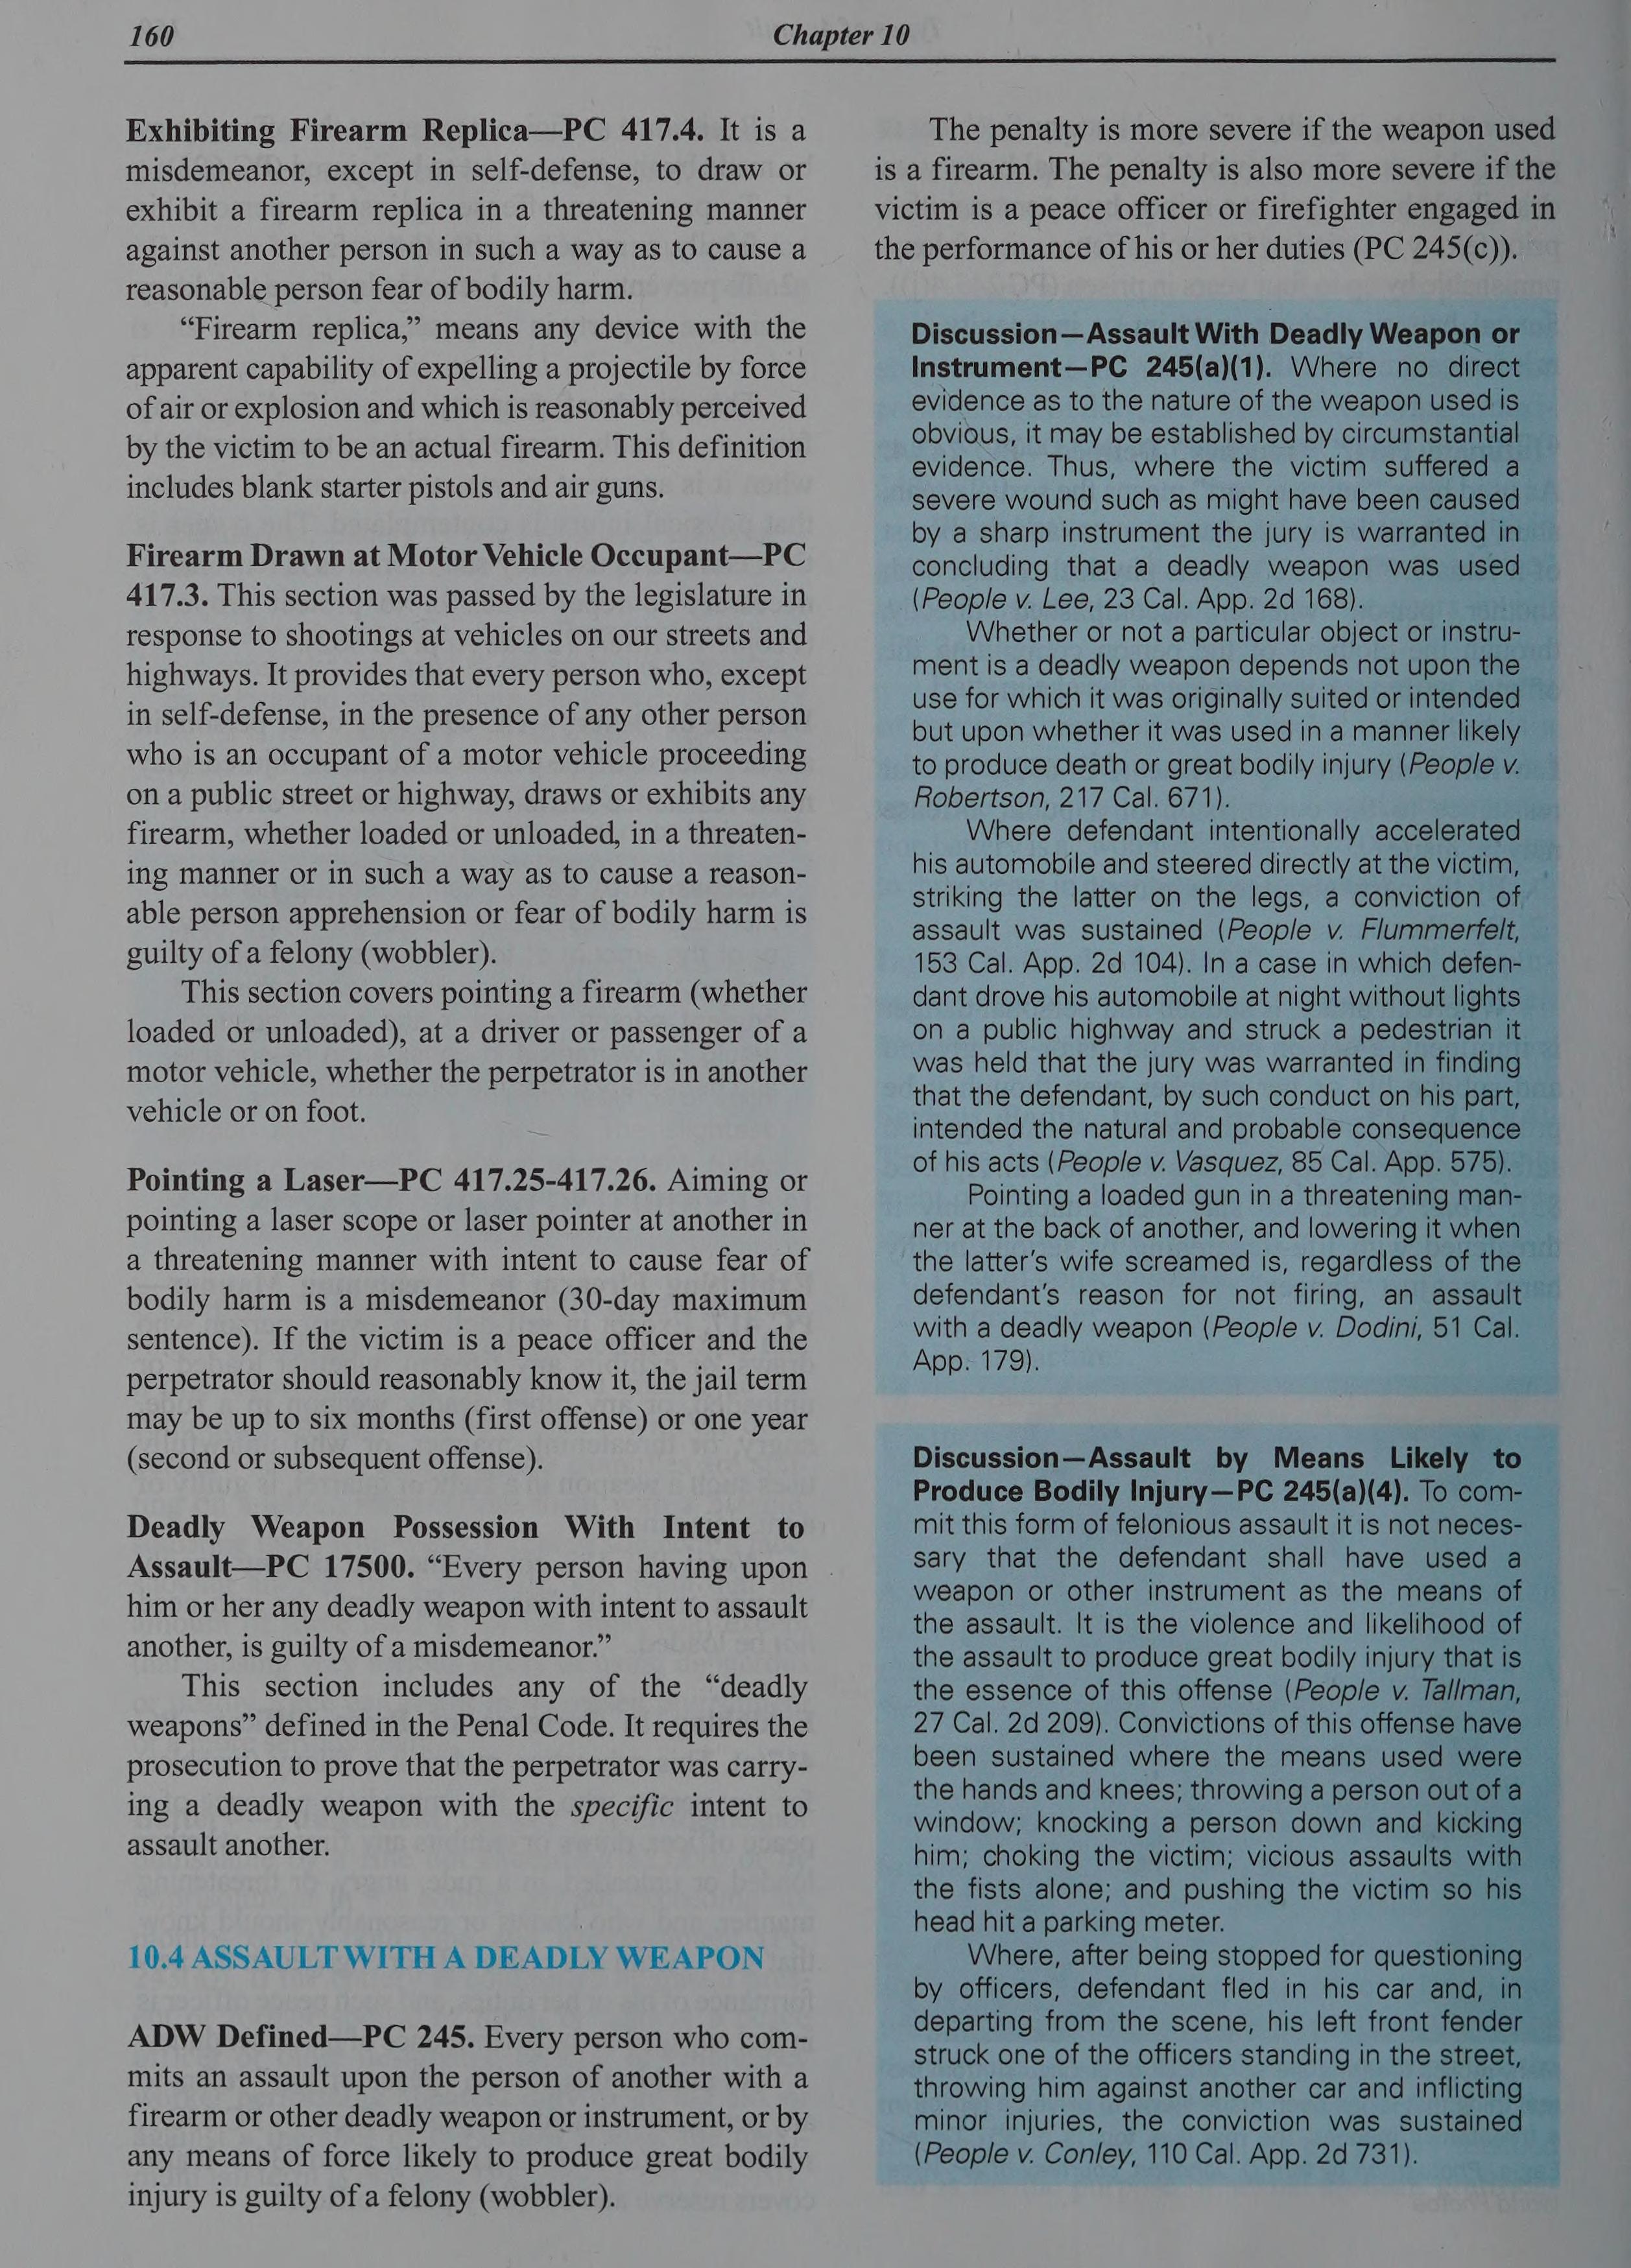 160
Chapter 10
Exhibiting Firearm Replica—PC 417.4. It is a
misdemeanor, except in self-defense, to draw or
exhibit a firearm replica in a threatening manner
against another person in such a way as to cause a
reasonable person fear of bodily harm.
“Firearm replica,” means any device with the
apparent capability of expelling a projectile by force
of air or explosion and which is reasonably perceived
by the victim to be an actual firearm. This definition
includes blank starter pistols and air guns.
Firearm Drawn at Motor Vehicle Occupant—PC
417.3. This section was passed by the legislature in
response to shootings at vehicles on our streets and
highways. It provides that every person who, except
in self-defense, in the presence of any other person
who is an occupant of a motor vehicle proceeding
on a public street or highway, draws or exhibits any
firearm, whether loaded or unloaded, in a threaten-
ing manner or in such a way as to cause a reason-
able person apprehension or fear of bodily harm is
guilty of a felony (wobbler).
This section covers pointing a firearm (whether
loaded or unloaded), at a driver or passenger of a
motor vehicle, whether the perpetrator is in another
vehicle or on foot.
Pointing a Laser—PC 417.25-417.26. Aiming or
pointing a laser scope or laser pointer at another in
a threatening manner with intent to cause fear of
bodily harm is a misdemeanor (30-day maximum
sentence). If the victim is a peace officer and the
perpetrator should reasonably know it, the jail term
may be up to six months (first offense) or one year
(second or subsequent offense).
Deadly Weapon Possession With Intent to
Assault—PC 17500. “Every person having upon
him or her any deadly weapon with intent to assault
another, is guilty of a misdemeanor.”
This section includes any of the “deadly
weapons” defined in the Penal Code. It requires the
prosecution to prove that the perpetrator was carry-
ing a deadly weapon with the specific intent to
assault another.
10.4 ASSAULT WITH A DEADLY WEAPON
ADW Defined—PC 245. Every person who com-
mits an assault upon the person of another with a
firearm or other deadly weapon or instrument, or by
any means of force likely to produce great bodily
injury is guilty of a felony (wobbler).
The penalty is more severe if the weapon used
is a firearm. The penalty is also more severe if the
victim is a peace officer or firefighter engaged in
the performance of his or her duties (PC 245(c)).
Discussion—Assault With Deadly Weapon or
Instrument—PC 245(a)(1). Where no direct
evidence as to the nature of the weapon used is
obvious, it may be established by circumstantial
evidence. Thus, where the victim suffered a
severe wound such as might have been caused
by a sharp instrument the jury is warranted in
concluding that a deadly weapon was used
(People v. Lee, 23 Cal. App. 2d 168).
Whether or not a particular object or instru-
ment is a deadly weapon depends not upon the
use for which it was originally suited or intended
but upon whether it was used in a manner likely
to produce death or great bodily injury (People v.
Robertson, 217 Cal. 671).
Where defendant intentionally accelerated
his automobile and steered directly at the victim,
striking the latter on the legs, a conviction of
assault was sustained (People v. Flummerfelt,
153 Cal. App. 2d 104). In a case in which defen-
dant drove his automobile at night without lights
on a public highway and struck a pedestrian it
was held that the jury was warranted in finding
that the defendant, by such conduct on his part,
intended the natural and probable consequence
of his acts (People v. Vasquez, 85 Cal. App. 575).
Pointing a loaded gun in a threatening man-
ner at the back of another, and lowering it when
the latter’s wife screamed is, regardless of the
defendant’s reason for not firing, an assault
with a deadly weapon (People v. Dodini, 51 Cal.
App. 179).
Discussion—Assault by Means Likely to
Produce Bodily Injury—PC 245(a)(4). To com-
mit this form of felonious assault it is not neces-
sary that the defendant shall have used a
weapon or other instrument as the means of
the assault. It is the violence and likelihood of
the assault to produce great bodily injury that is
the essence of this offense (People v. Tallman,
27 Cal. 2d 209). Convictions of this offense have
been sustained where the means used were
the hands and knees; throwing a person out of a
window; knocking a person down and kicking
him; choking the victim; vicious assaults with
the fists alone; and pushing the victim so his
head hit a parking meter.
Where, after being stopped for questioning
by officers, defendant fled in his car and, in
departing from the scene, his left front fender
struck one of the officers standing in the street,
throwing him against another car and inflicting
minor injuries, the conviction was sustained
(People v. Conley, 110 Cal. App. 2d 731).